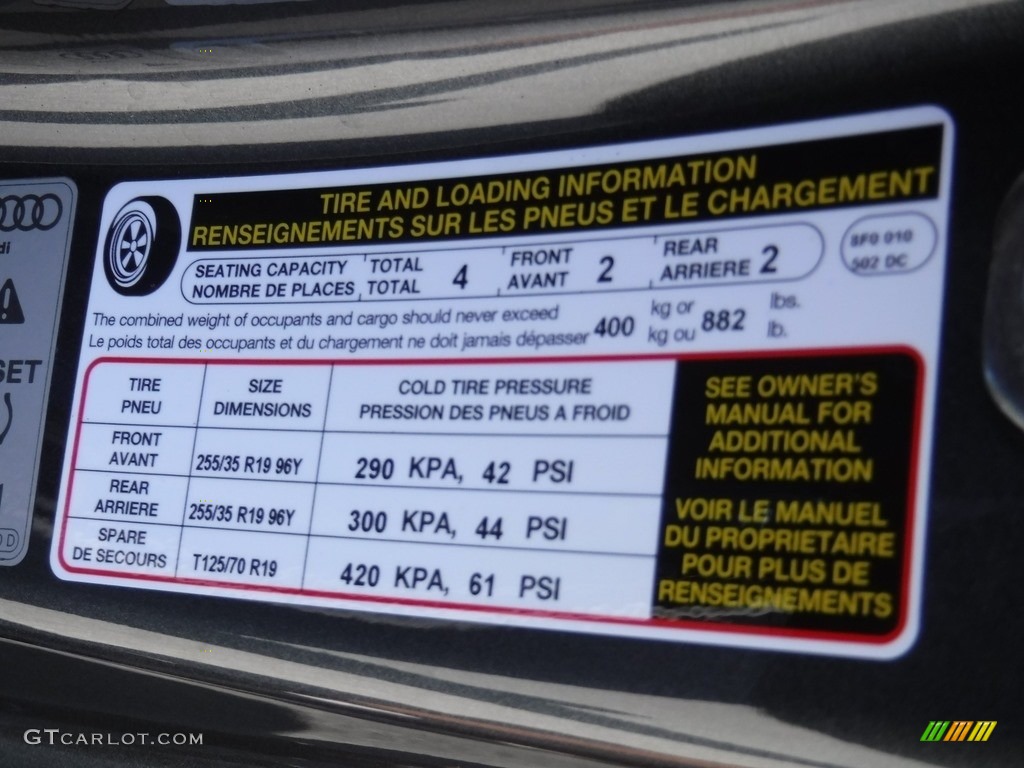 TIRE AND LOADING INFORMATION
RENSEIGNEMENTS SUR LES PNEUS ET LE CHARGEMENT
SEATING CAPACITY TOTAL 4 FRONT 2 REAR 2
NOMBRE DE PLACES TOTAL AVANT ARRIERE
8F0 010
502 DC
The combined weight of occupants and cargo should never exceed 400 kg or 882 lbs.
Le poids total des occupants et du chargement ne doit jamais dépasser kg ou lb.
TIRE SIZE COLD TIRE PRESSURE
PNEU DIMENSIONS PRESSION DES PNEUS A FROID
FRONT
AVANT 255/35 R19 96Y 290 KPA, 42 PSI
REAR
ARRIERE 255/35 R19 96Y 300 KPA, 44 PSI
SPARE
DE SECOURS T125/70 R19 420 KPA, 61 PSI
SEE OWNER'S
MANUAL FOR
ADDITIONAL
INFORMATION
VOIR LE MANUEL
DU PROPRIETAIRE
POUR PLUS DE
RENSEIGNEMENTS
GTCARLOT.COM